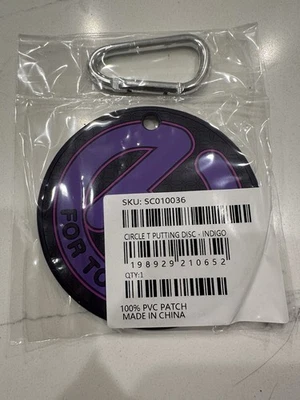 FOR TO
SKU: SC010036
CIRCLE T PUTTING DISC - INDIGO
198929210652
QTY:1
100% PVC PATCH
MADE IN CHINA